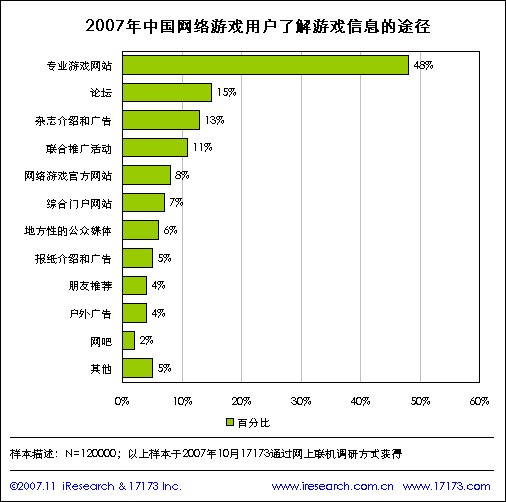 2007年中国网络游戏用户了解游戏信息的途径
专业游戏网站 48%
论坛 15%
杂志介绍和广告 13%
联合推广活动 11%
网络游戏官方网站 8%
综合门户网站 7%
地方性的公众媒体 6%
报纸介绍和广告 5%
朋友推荐 4%
户外广告 4%
网吧 2%
其他 5%
0% 10% 20% 30% 40% 50% 60%
百分比
样本描述：N=120000；以上样本于2007年10月17173通过网上联机调研方式获得
©2007.11 iResearch & 17173 Inc. www.iresearch.com.cn www.17173.com